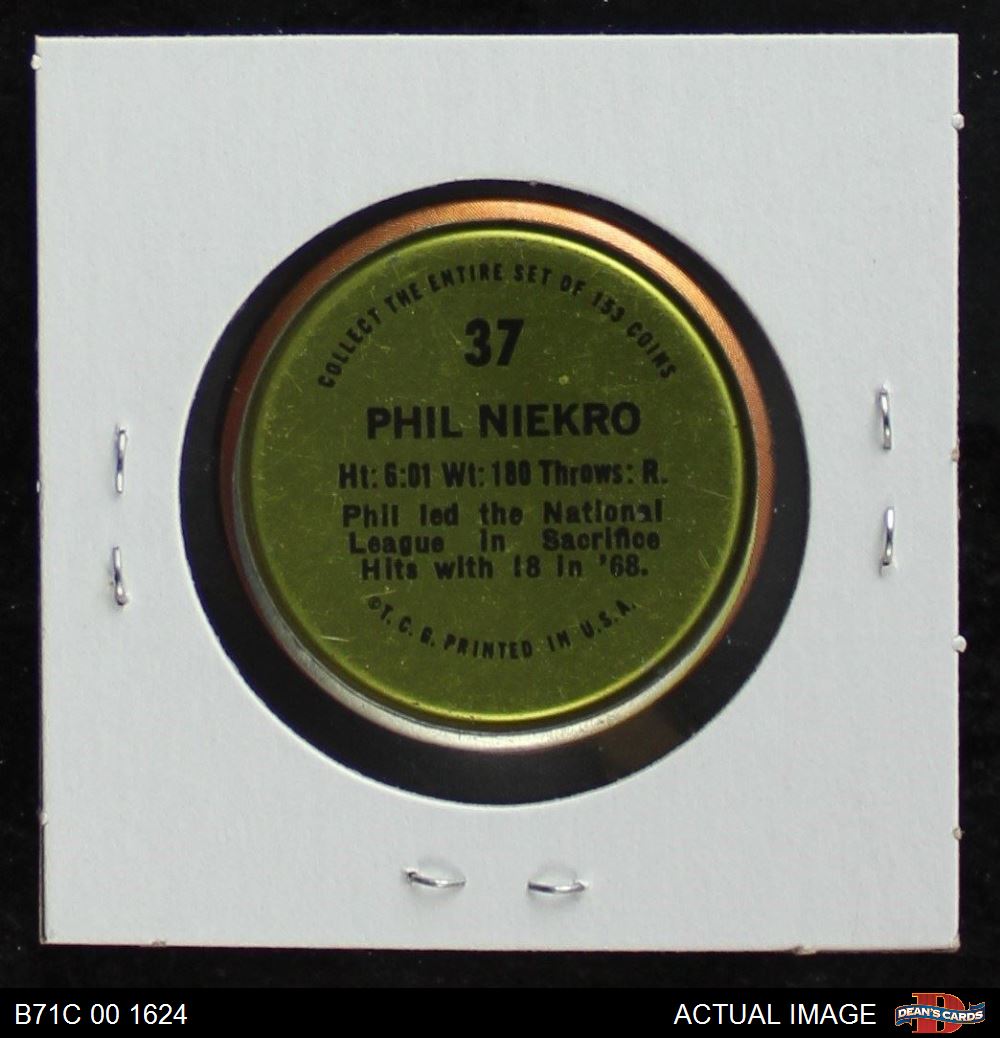 COLLECT THE ENTIRE SET OF 153 COINS
37
PHIL NIEKRO
Ht: 6:01 Wt: 180 Throws: R.
Phil led the National
League in Sacrifice
Hits with 18 in '68.
©T. C. G. PRINTED IN U.S.A.
B71C 00 1624
ACTUAL IMAGE
D
DEAN'S CARDS